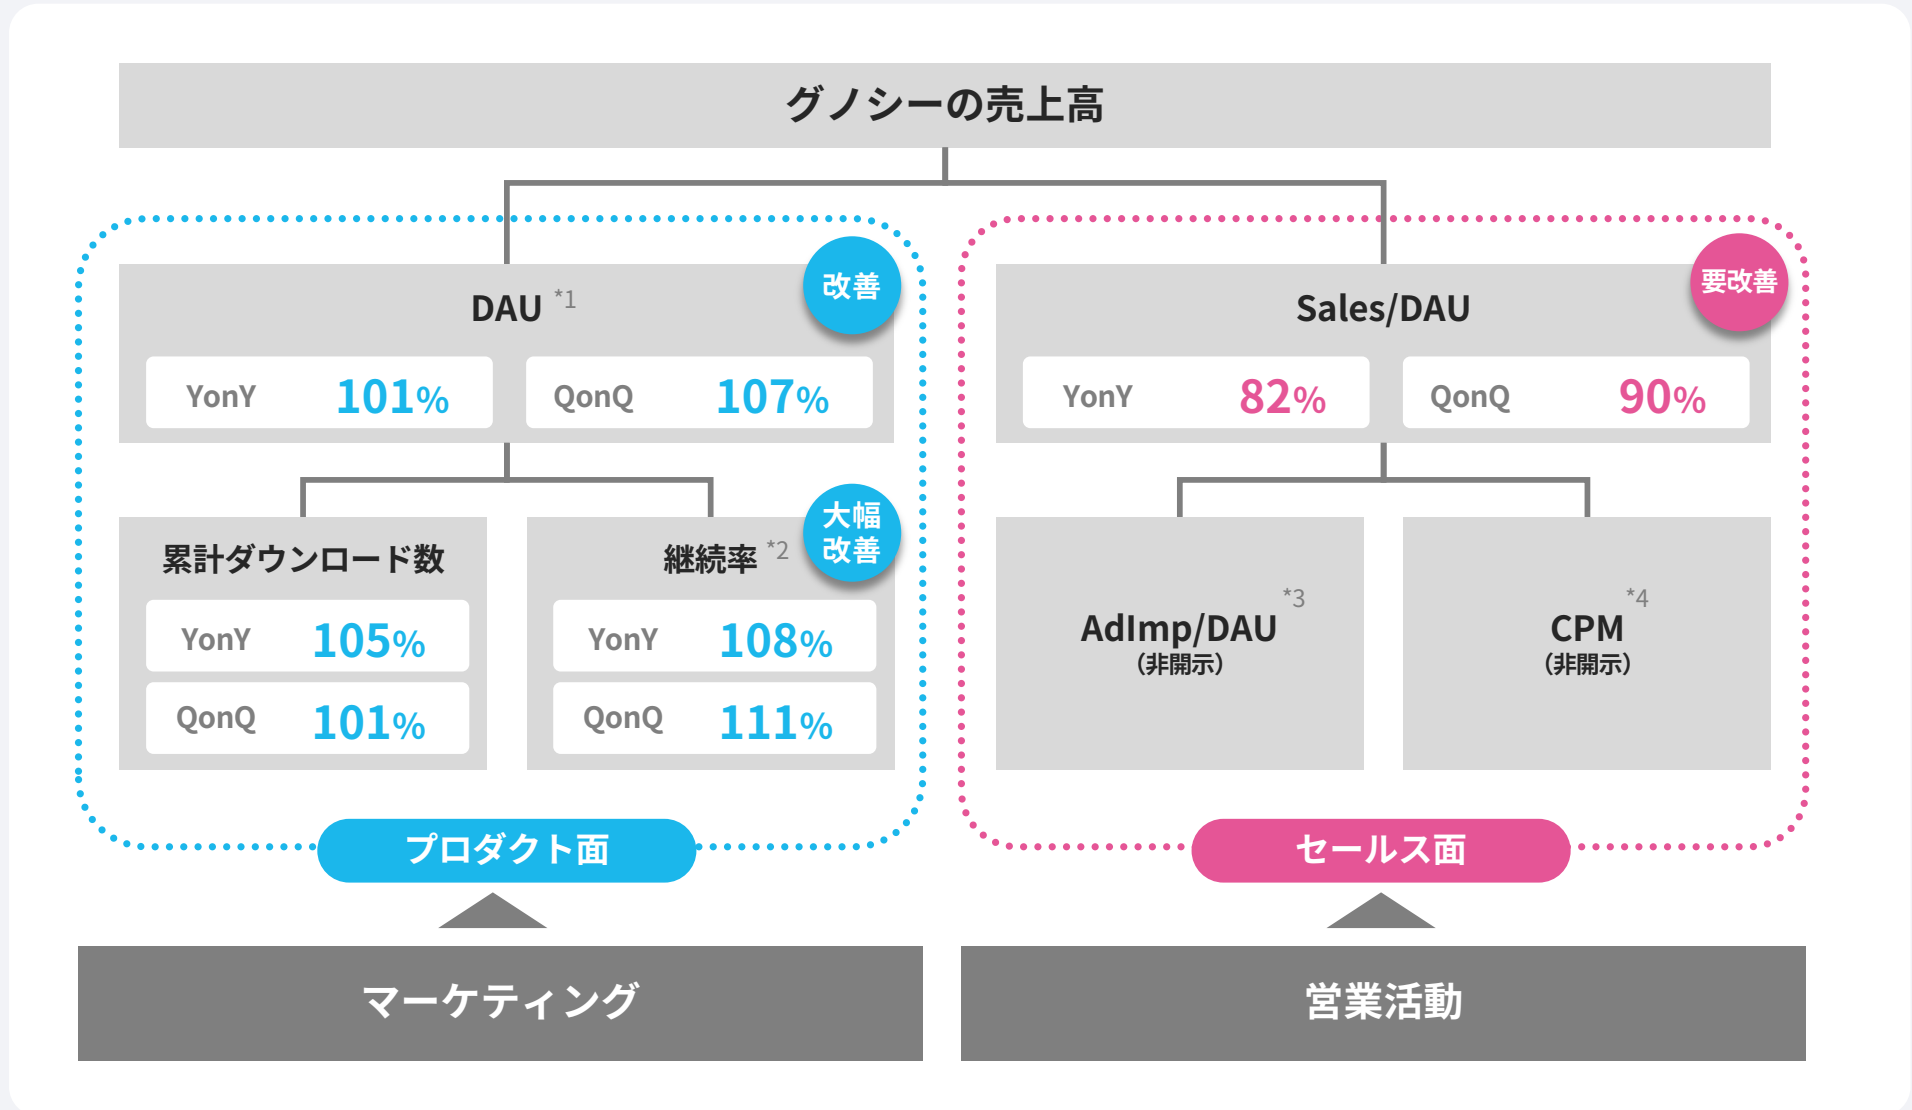 グノシーの売上高
DAU *1
改善
YonY 101%
QonQ 107%
Sales/DAU
要改善
YonY 82%
QonQ 90%
累計ダウンロード数
YonY 105%
QonQ 101%
継続率 *2
大幅
改善
YonY 108%
QonQ 111%
AdImp/DAU *3
（非開示）
CPM *4
（非開示）
プロダクト面
セールス面
マーケティング
営業活動